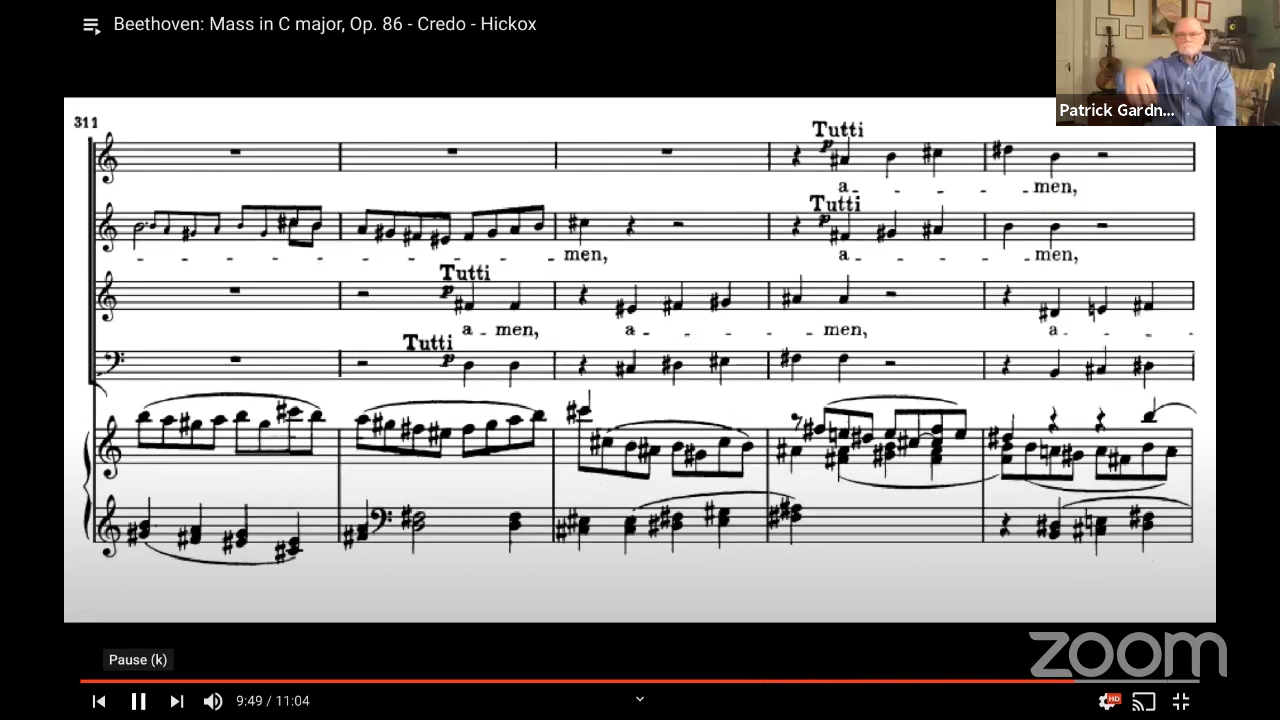 Beethoven: Mass in C major, Op. 86 - Credo - Hickox
Patrick Gardn...
311
Tutti
p
a - - - - men,
Tutti
p
- - - - - - - - men, a - - - - men,
Tutti
p
a - men, a - - - - men, a - - -
Tutti
p
zoom
Pause (k)
9:49 / 11:04
HD